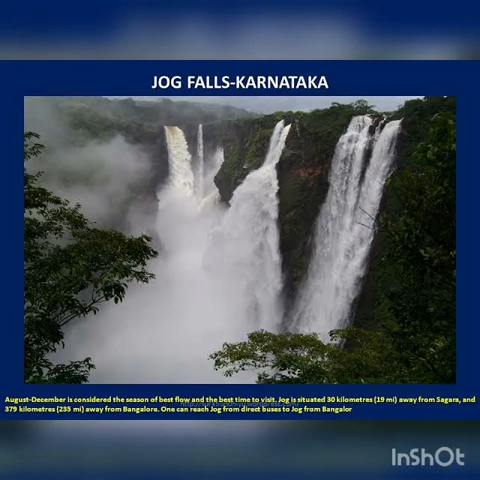 JOG FALLS-KARNATAKA
August-December is considered the season of best flow and the best time to visit. Jog is situated 30 kilometres (19 mi) away from Sagara, and
379 kilometres (235 mi) away from Bangalore. One can reach Jog from direct buses to Jog from Bangalor
InShOt